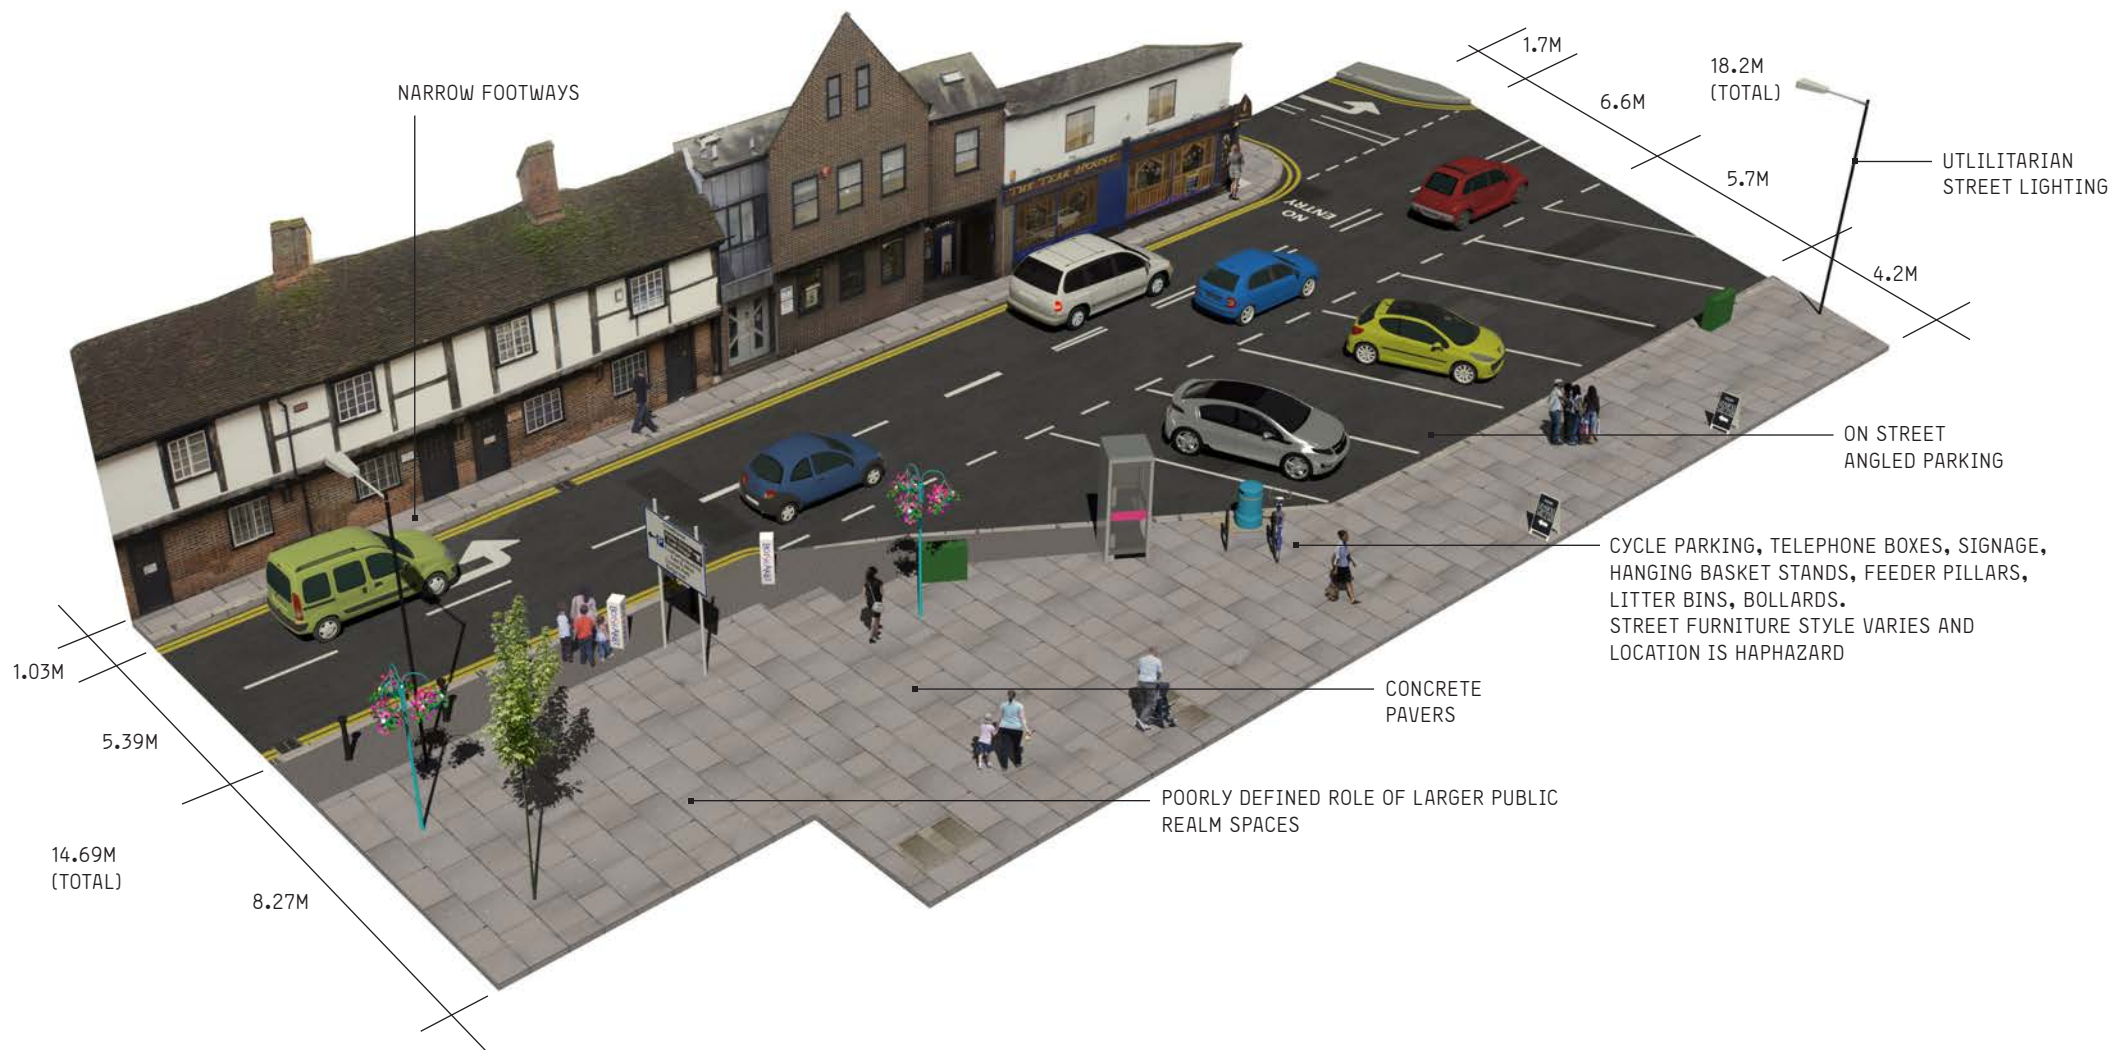 NARROW FOOTWAYS
1.7M
18.2M
(TOTAL)
6.6M
5.7M
4.2M
UTLILITARIAN
STREET LIGHTING
THE TEAK HOUSE
NO
ENTRY
ON STREET
ANGLED PARKING
CYCLE PARKING, TELEPHONE BOXES, SIGNAGE,
HANGING BASKET STANDS, FEEDER PILLARS,
LITTER BINS, BOLLARDS.
STREET FURNITURE STYLE VARIES AND
LOCATION IS HAPHAZARD
CONCRETE
PAVERS
POORLY DEFINED ROLE OF LARGER PUBLIC
REALM SPACES
1.03M
5.39M
14.69M
(TOTAL)
8.27M